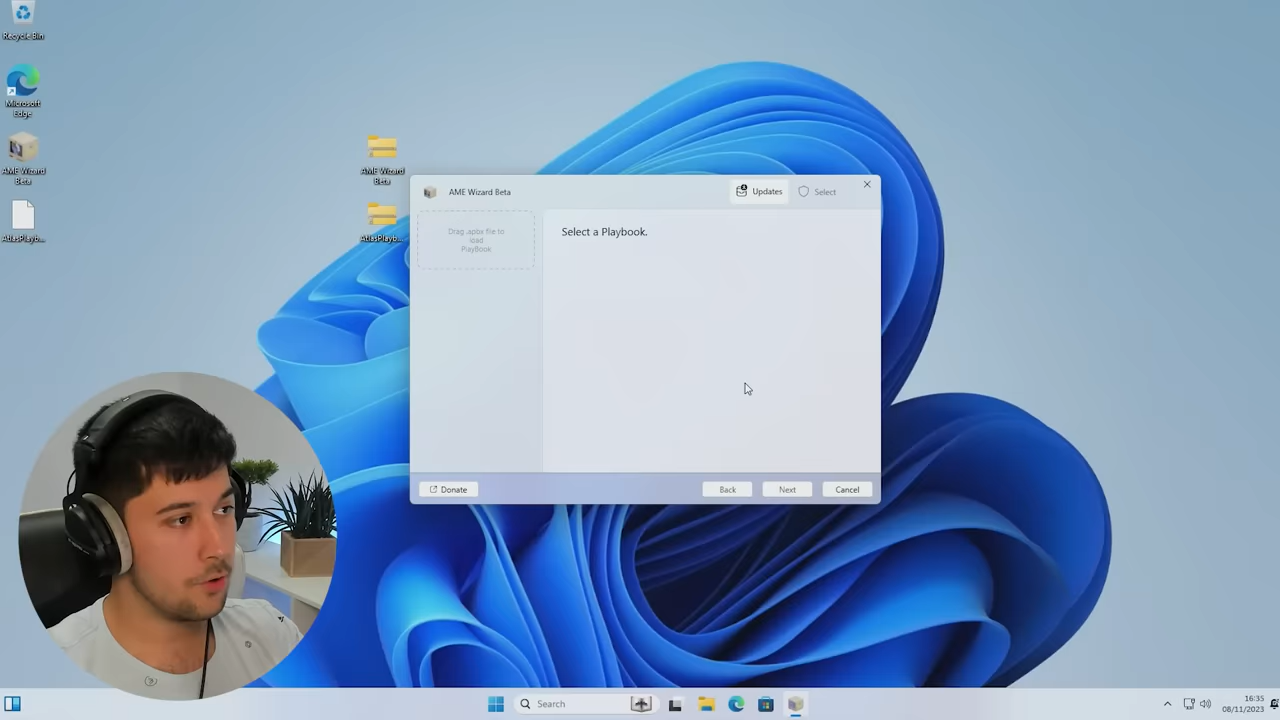 Recycle Bin
Microsoft
Edge
AME Wizard
Beta
AtlasPlayb...
AME Wizard
Beta
AtlasPlayb...
AME Wizard Beta
Updates
Select
Drag .apbx file to
load
PlayBook
Select a Playbook.
Donate
Back
Next
Cancel
Search
16:35
08/11/2023